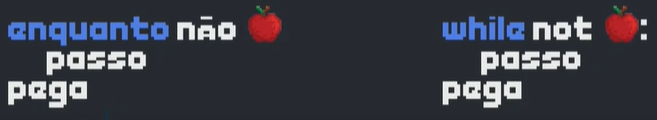 enquanto não 🍎
passo
pega
while not 🍎:
passo
pega